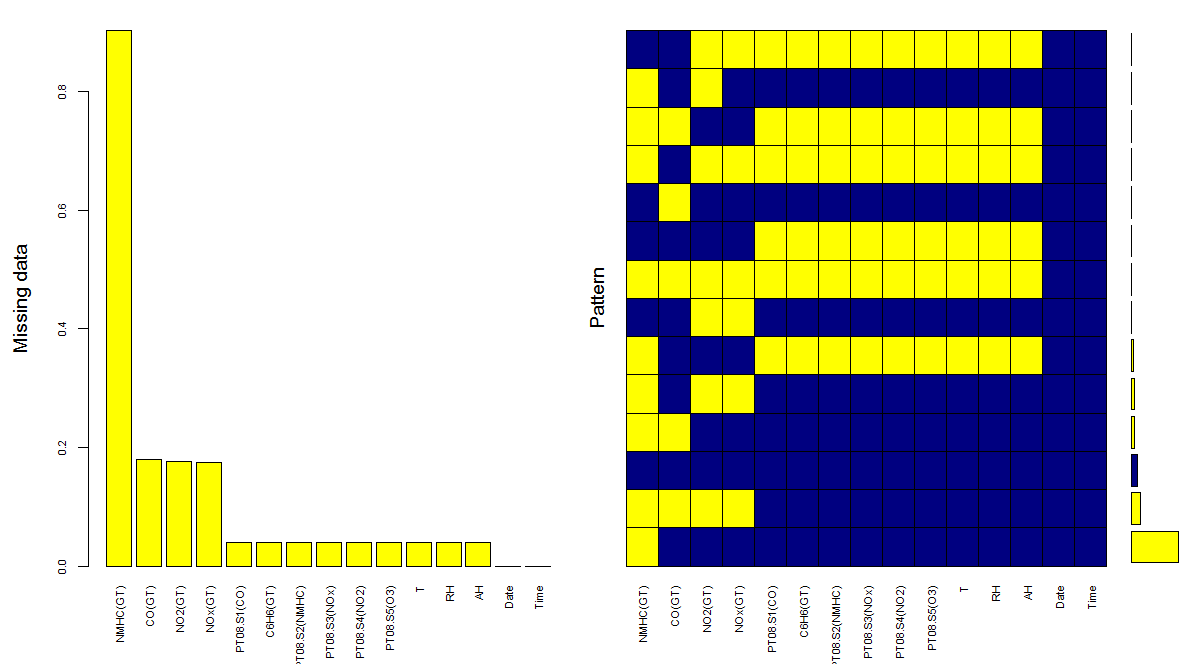 Missing data
0.0
0.2
0.4
0.6
0.8
NMHC(GT)
CO(GT)
NO2(GT)
NOx(GT)
PT08.S1(CO)
C6H6(GT)
PT08.S2(NMHC)
PT08.S3(NOx)
PT08.S4(NO2)
PT08.S5(O3)
T
RH
AH
Date
Time
Pattern
NMHC(GT)
CO(GT)
NO2(GT)
NOx(GT)
PT08.S1(CO)
C6H6(GT)
PT08.S2(NMHC)
PT08.S3(NOx)
PT08.S4(NO2)
PT08.S5(O3)
T
RH
AH
Date
Time